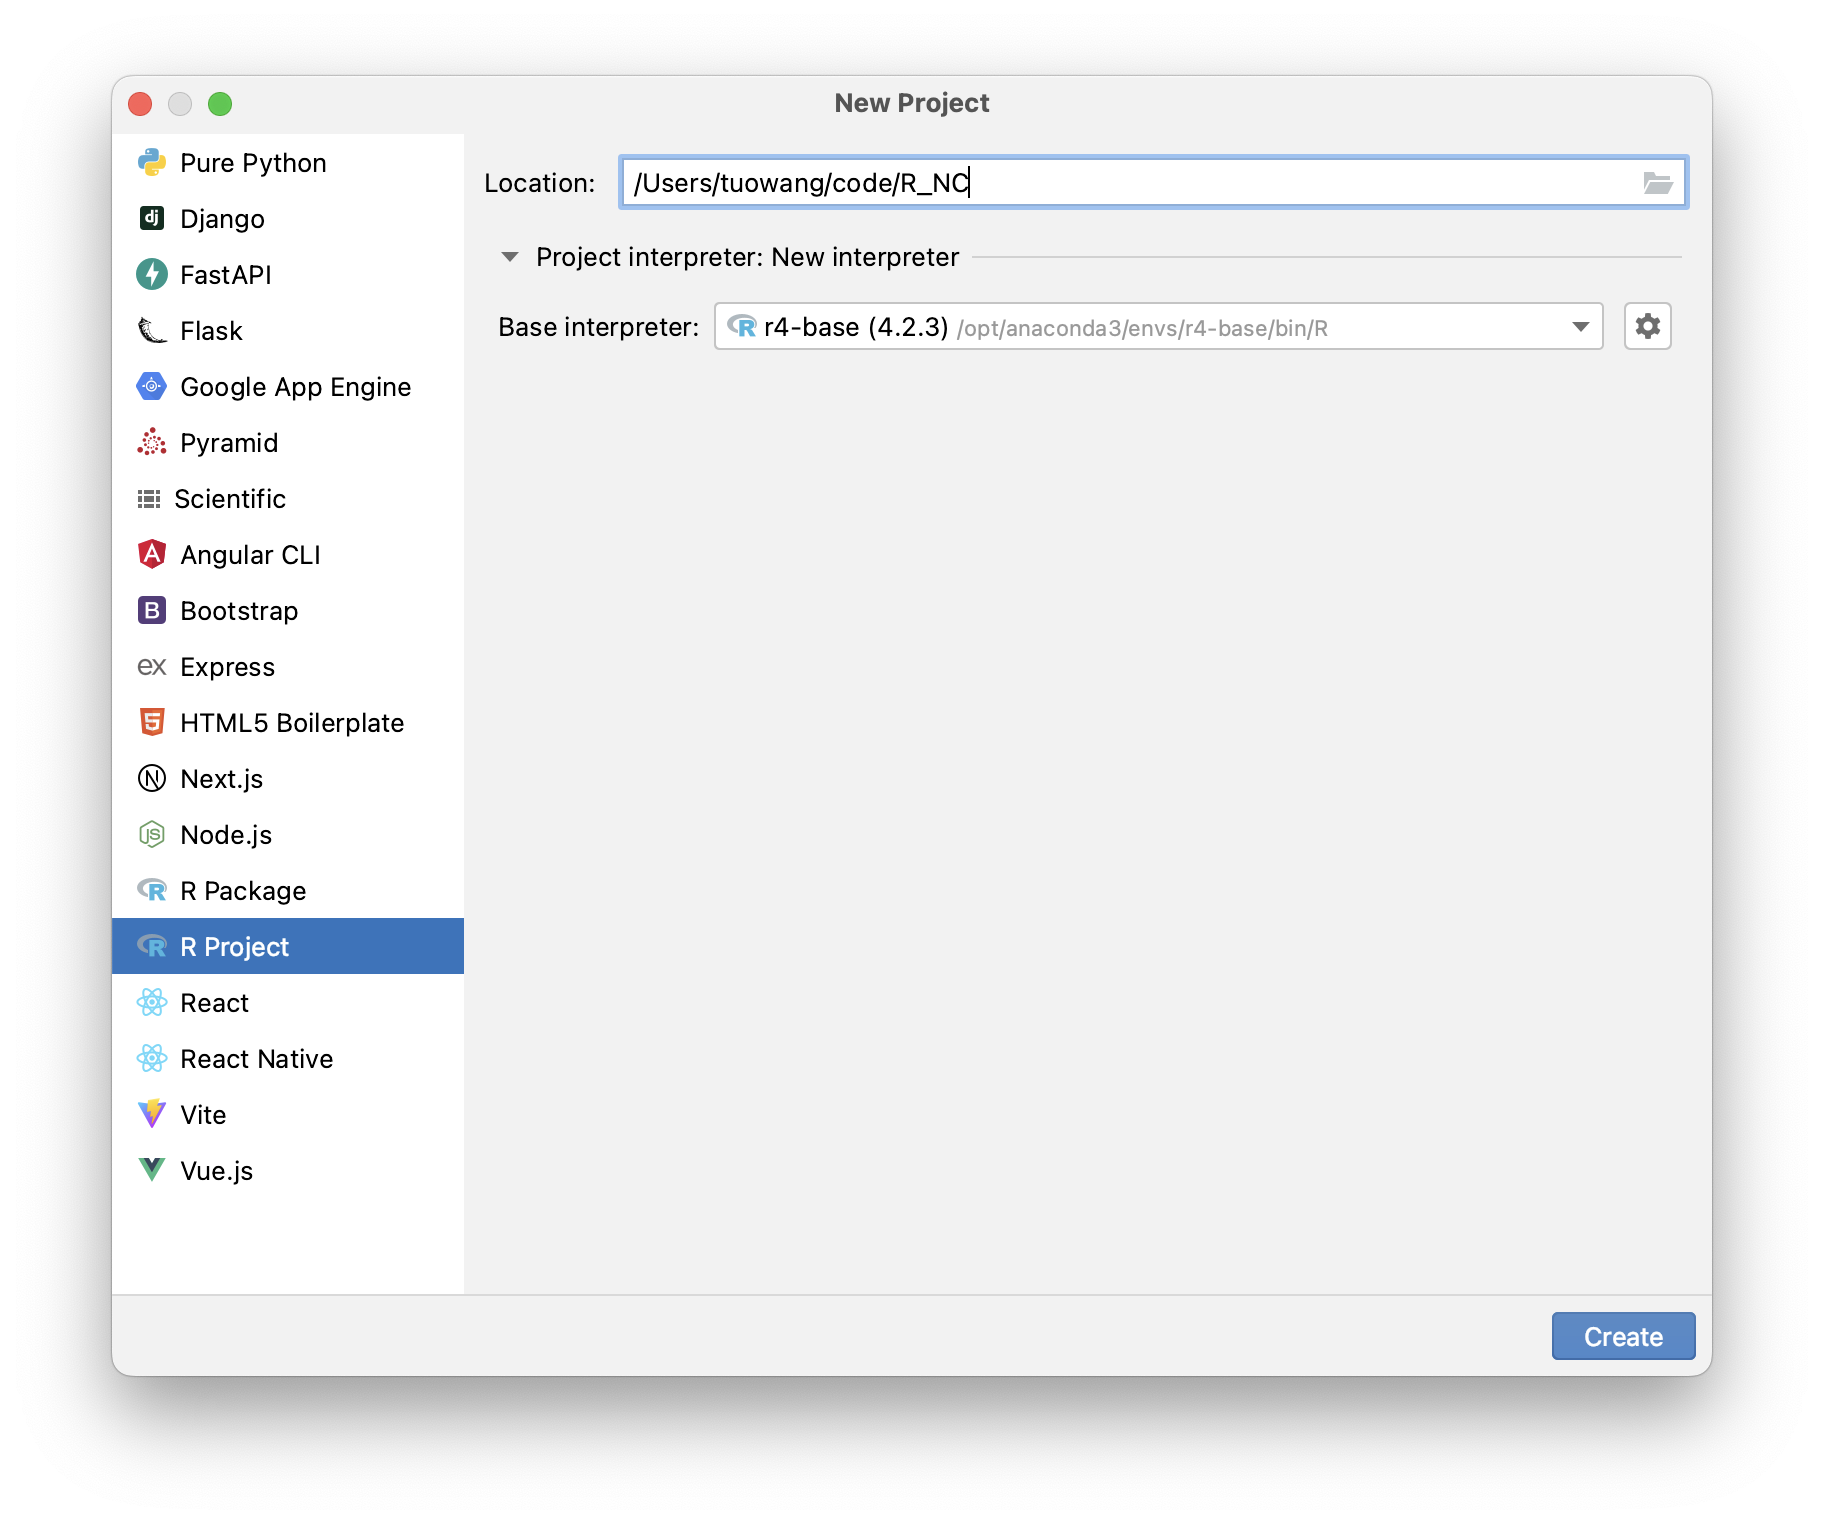 New Project
Pure Python
Django
FastAPI
Flask
Google App Engine
Pyramid
Scientific
Angular CLI
Bootstrap
Express
HTML5 Boilerplate
Next.js
Node.js
R Package
R Project
React
React Native
Vite
Vue.js
Location: /Users/tuowang/code/R_NC
Project interpreter: New interpreter
Base interpreter: r4-base (4.2.3) /opt/anaconda3/envs/r4-base/bin/R
Create